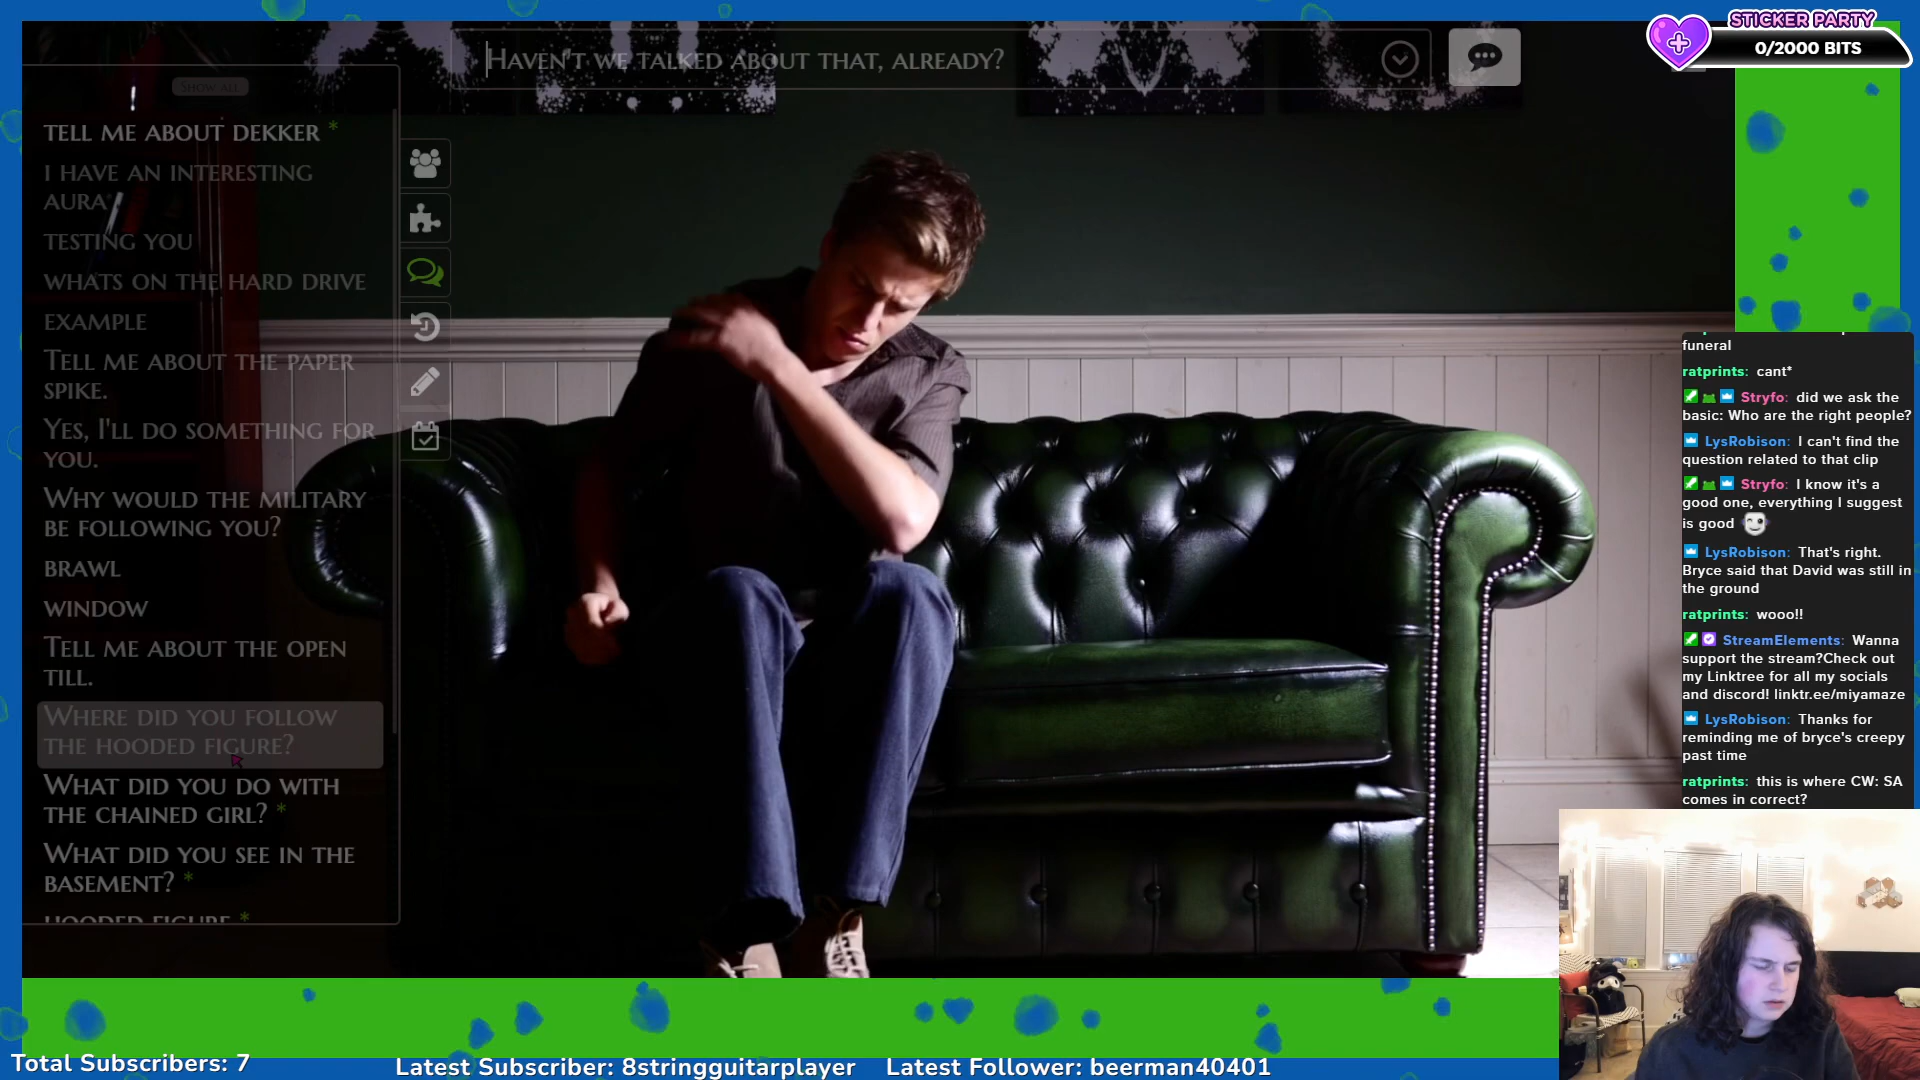 STICKER PARTY
0/2000 BITS
HAVEN'T WE TALKED ABOUT THAT, ALREADY?
SHOW ALL
!
TELL ME ABOUT DEKKER *
I HAVE AN INTERESTING
AURA
TESTING YOU
WHATS ON THE HARD DRIVE
EXAMPLE
TELL ME ABOUT THE PAPER
SPIKE.
YES, I'LL DO SOMETHING FOR
YOU.
WHY WOULD THE MILITARY
BE FOLLOWING YOU?
BRAWL
WINDOW
TELL ME ABOUT THE OPEN
TILL.
WHERE DID YOU FOLLOW
THE HOODED FIGURE?
WHAT DID YOU DO WITH
THE CHAINED GIRL? *
WHAT DID YOU SEE IN THE
BASEMENT? *
HOODED FIGURE *
funeral
ratprints: cant*
Stryfo: did we ask the
basic: Who are the right people?
LysRobison: I can't find the
question related to that clip
Stryfo: I know it's a
good one, everything I suggest
is good
LysRobison: That's right.
Bryce said that David was still in
the ground
ratprints: wooo!!
StreamElements: Wanna
support the stream?Check out
my Linktree for all my socials
and discord! linktr.ee/miyamaze
LysRobison: Thanks for
reminding me of bryce's creepy
past time
ratprints: this is where CW: SA
comes in correct?
Total Subscribers: 7
Latest Subscriber: 8stringguitarplayer
Latest Follower: beerman40401